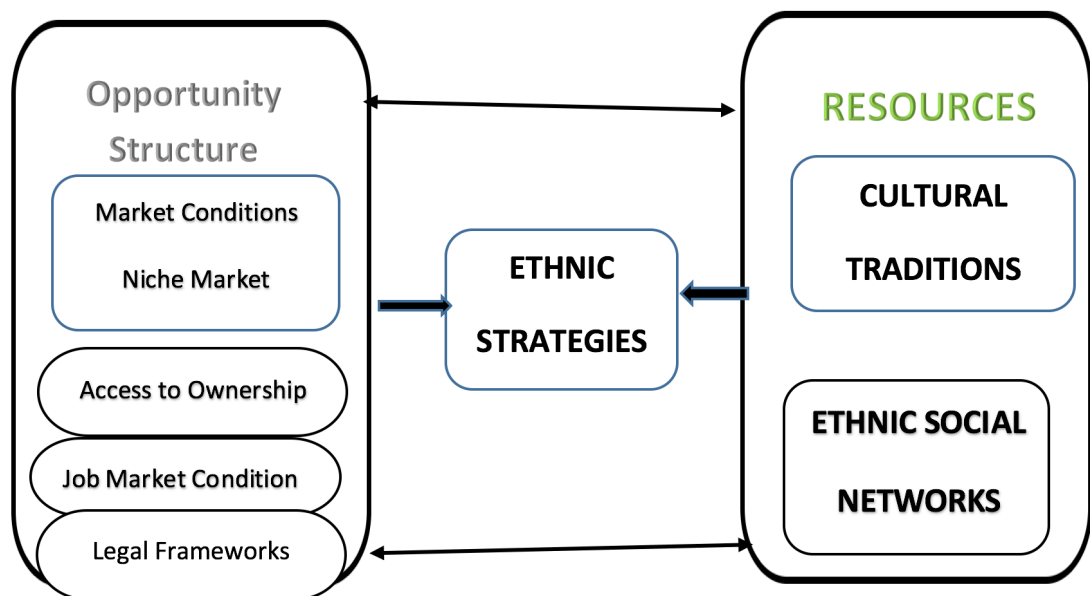 Opportunity
Structure
Market Conditions
Niche Market
Access to Ownership
Job Market Condition
Legal Frameworks
ETHNIC
STRATEGIES
RESOURCES
CULTURAL
TRADITIONS
ETHNIC SOCIAL
NETWORKS